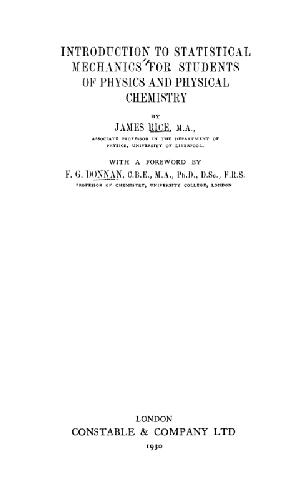 INTRODUCTION TO STATISTICAL
MECHANICS FOR STUDENTS
OF PHYSICS AND PHYSICAL
CHEMISTRY
BY
JAMES RICE, M.A.,
ASSOCIATE PROFESSOR IN THE DEPARTMENT OF
PHYSICS, UNIVERSITY OF LIVERPOOL.
WITH A FOREWORD BY
F. G. DONNAN, C.B.E., M.A., Ph.D., D.Sc., F.R.S.
PROFESSOR OF CHEMISTRY, UNIVERSITY COLLEGE, LONDON
LONDON
CONSTABLE & COMPANY LTD
1930